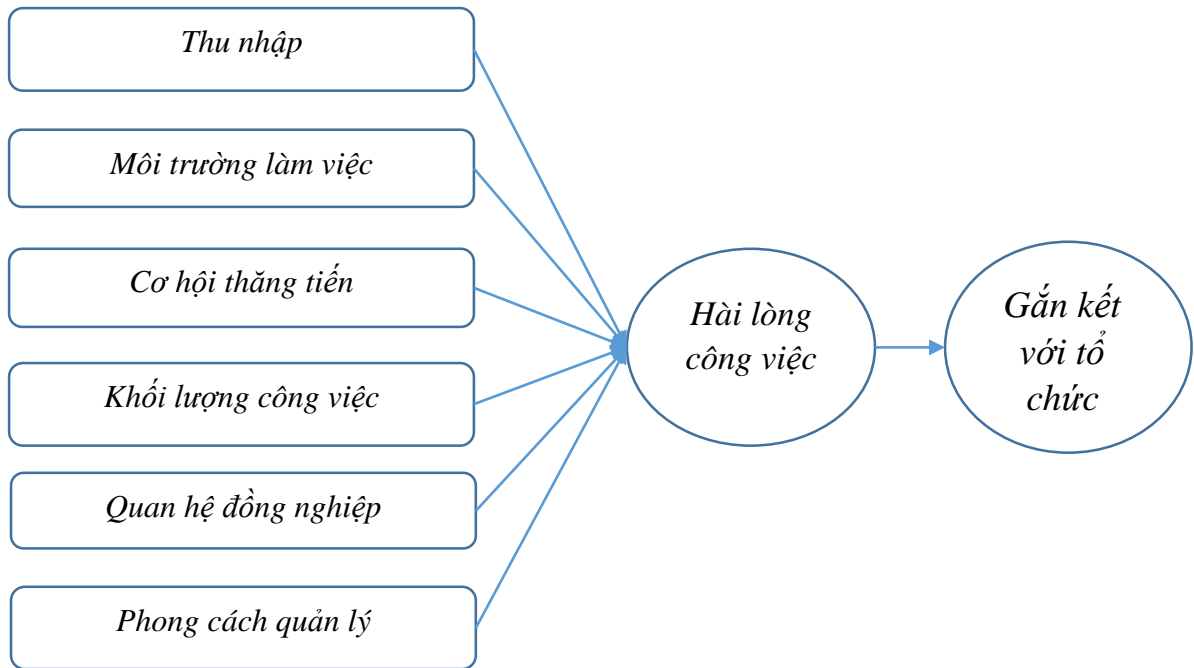 Thu nhập
Môi trường làm việc
Cơ hội thăng tiến
Khối lượng công việc
Quan hệ đồng nghiệp
Phong cách quản lý
Hài lòng
công việc
Gắn kết
với tổ
chức